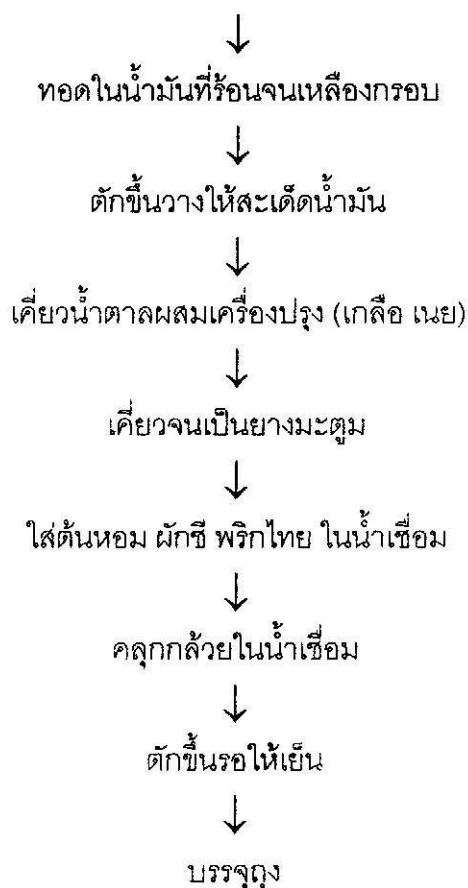 ทอดในน้ำมันที่ร้อนจนเหลืองกรอบ
ตักขึ้นวางให้สะเด็ดน้ำมัน
เคี่ยวน้ำตาลผสมเครื่องปรุง (เกลือ เนย)
เคี่ยวจนเป็นยางมะตูม
ใส่ต้นหอม ผักชี พริกไทย ในน้ำเชื่อม
คลุกกล้วยในน้ำเชื่อม
ตักขึ้นรอให้เย็น
บรรจุถุง